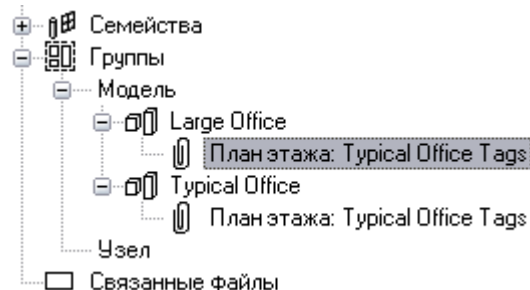 Семейства
Группы
Модель
Large Office
План этажа: Typical Office Tags
Typical Office
План этажа: Typical Office Tags
Узел
Связанные файлы